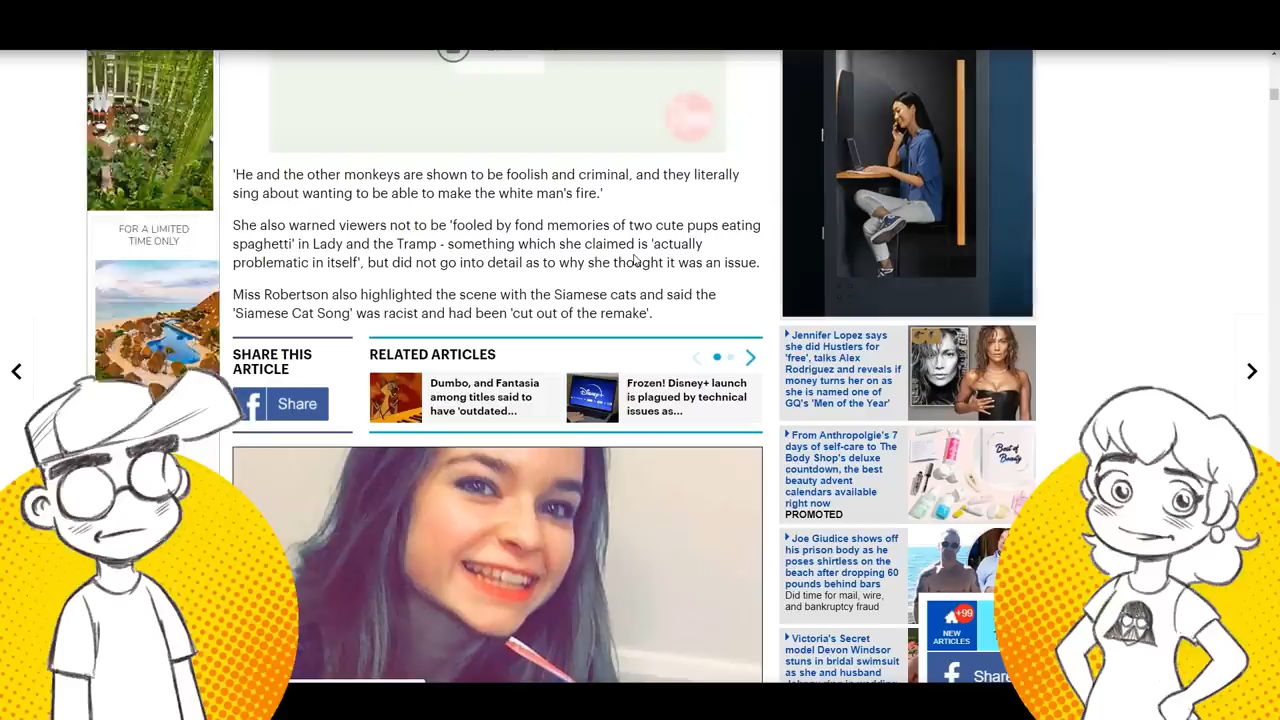 FOR A LIMITED
TIME ONLY
'He and the other monkeys are shown to be foolish and criminal, and they literally
sing about wanting to be able to make the white man's fire.'
She also warned viewers not to be 'fooled by fond memories of two cute pups eating
spaghetti' in Lady and the Tramp - something which she claimed is 'actually
problematic in itself', but did not go into detail as to why she thought it was an issue.
Miss Robertson also highlighted the scene with the Siamese cats and said the
'Siamese Cat Song' was racist and had been 'cut out of the remake'.
SHARE THIS
ARTICLE
f Share
RELATED ARTICLES
Dumbo, and Fantasia
among titles said to
have 'outdated...
Disney+
Frozen! Disney+ launch
is plagued by technical
issues as...
Jennifer Lopez says
she did Hustlers for
'free', talks Alex
Rodriguez and reveals if
money turns her on as
she is named one of
GQ's 'Men of the Year'
GQ
From Anthropolgie's 7
days of self-care to The
Body Shop's deluxe
countdown, the best
beauty advent
calendars available
right now
PROMOTED
Best of
Beauty
Joe Giudice shows off
his prison body as he
poses shirtless on the
beach after dropping 60
pounds behind bars
Did time for mail, wire,
and bankruptcy fraud
Victoria's Secret
model Devon Windsor
stuns in bridal swimsuit
as she and husband
+99
NEW
ARTICLES
f Share